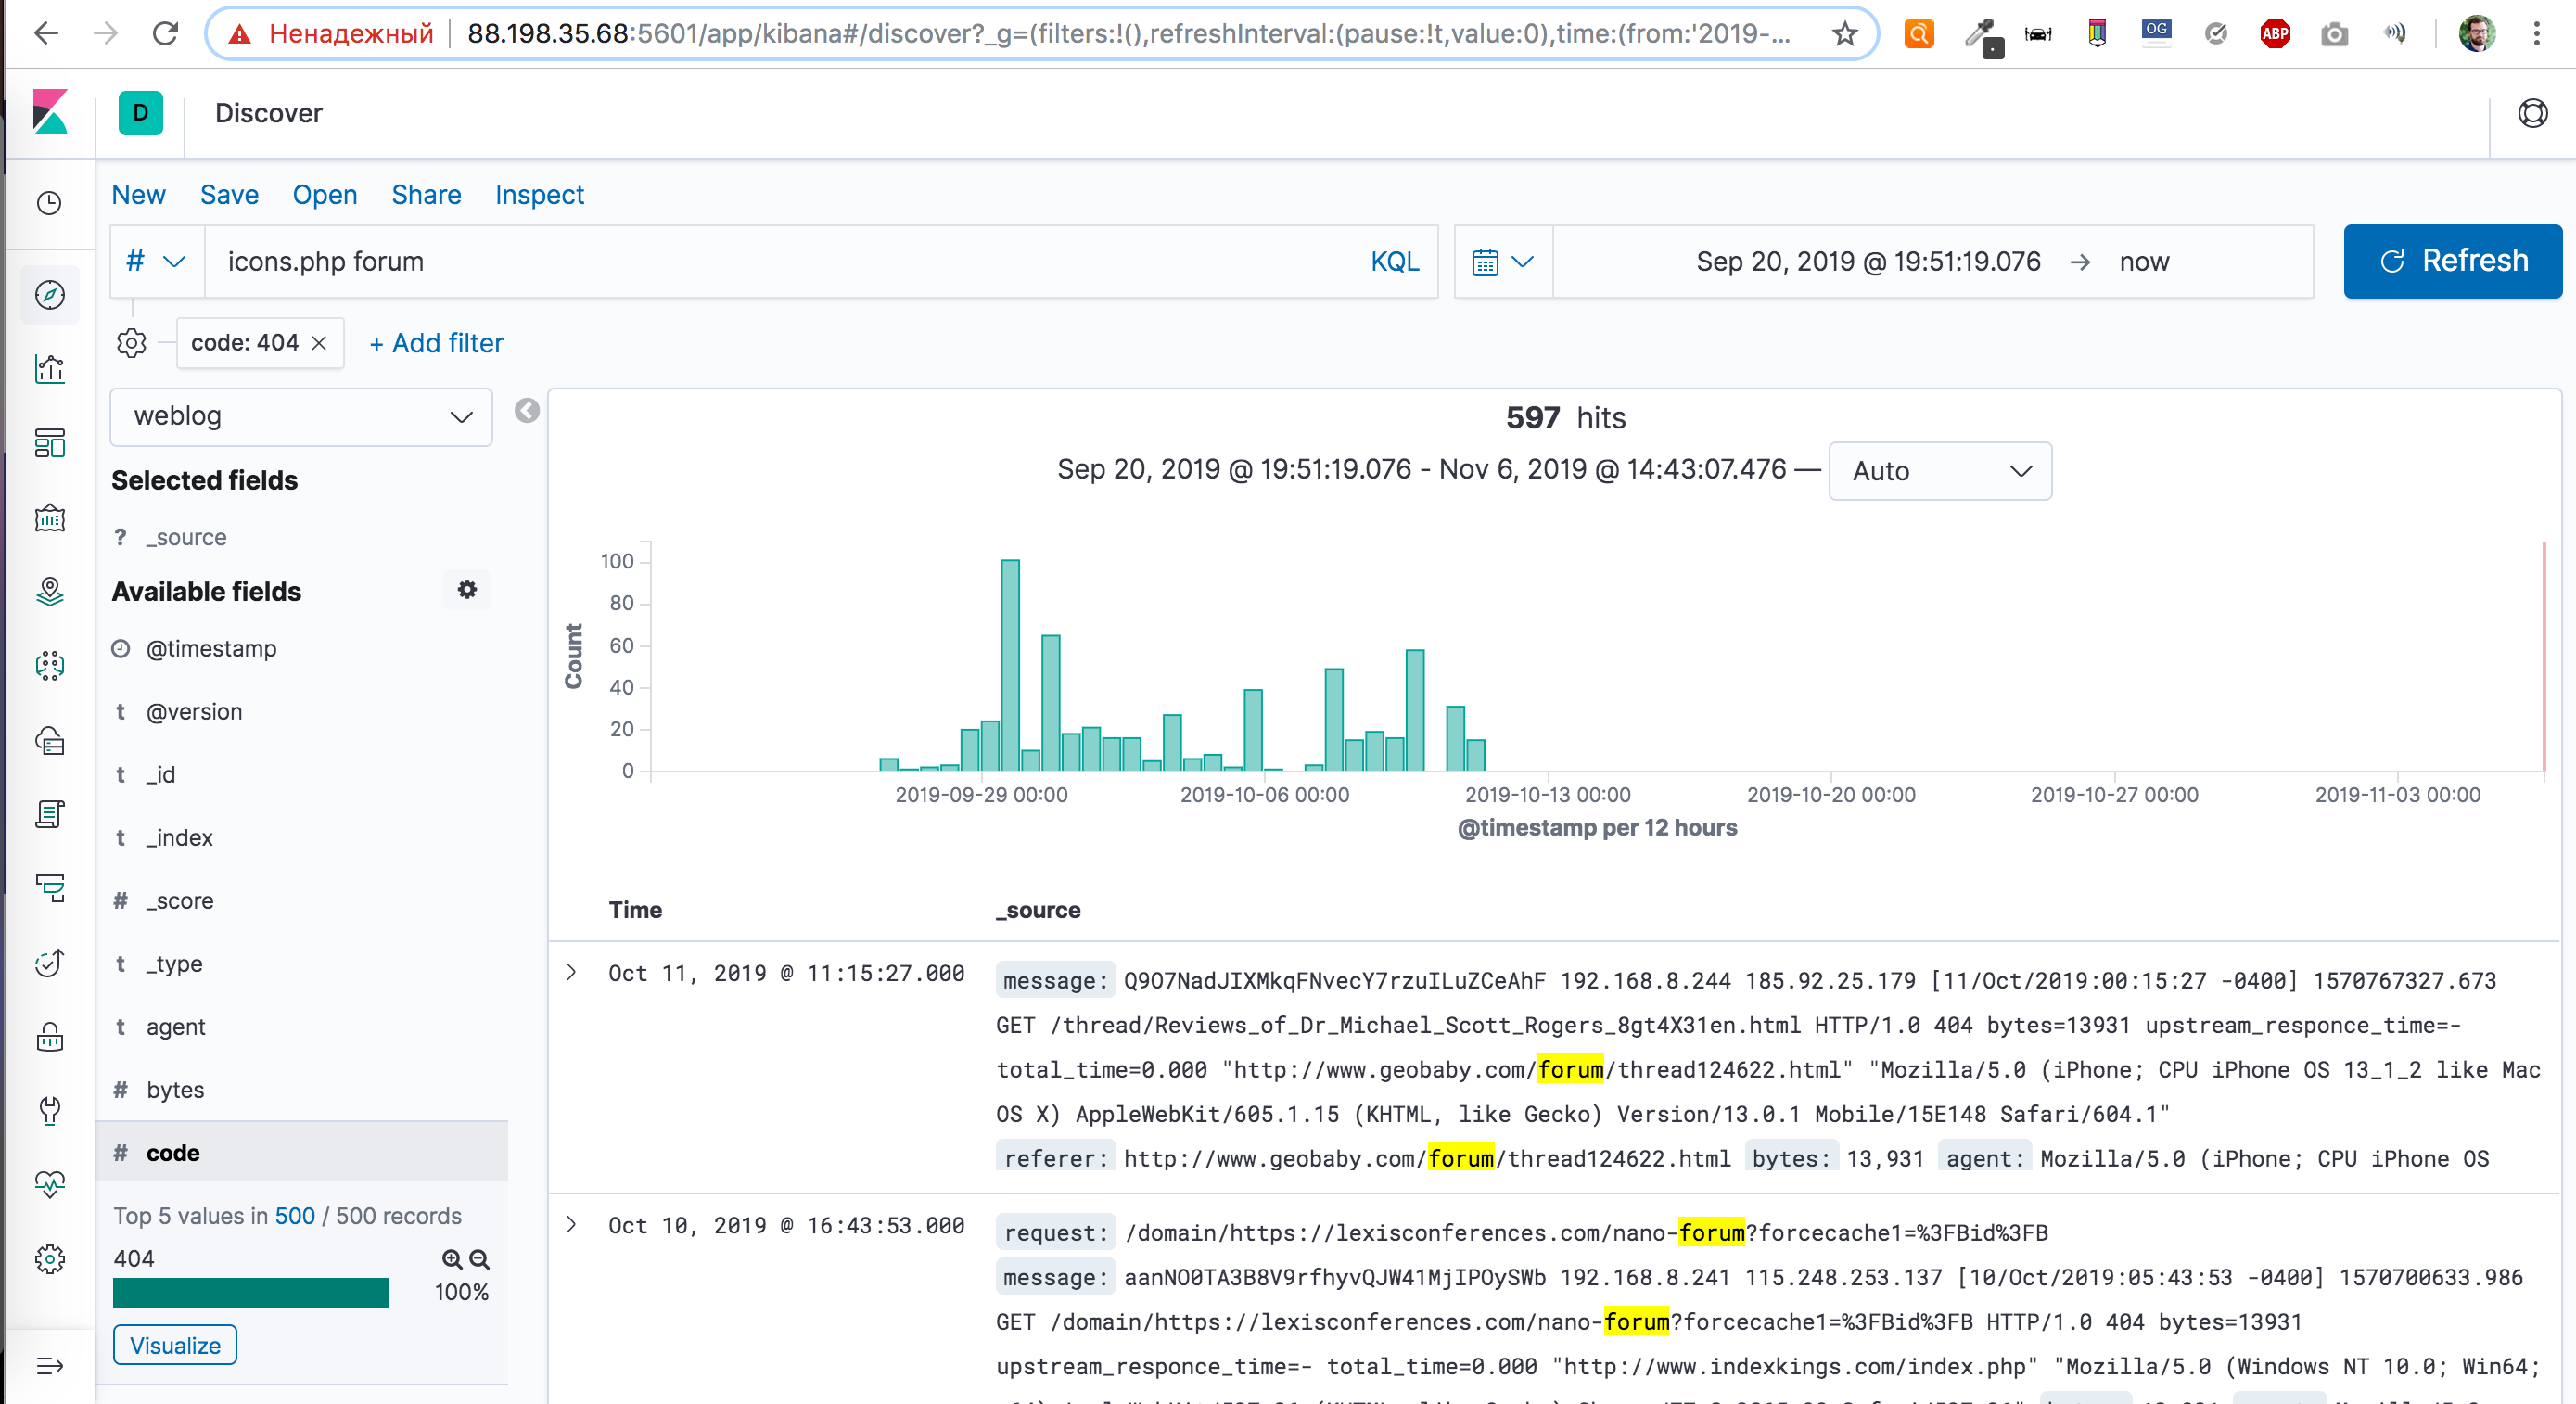 Ненадежный 88.198.35.68:5601/app/kibana#/discover?_g=(filters:!(),refreshInterval:(pause:!t,value:0),time:(from:'2019-...
OG ABP
D Discover
New Save Open Share Inspect
# icons.php forum KQL Sep 20, 2019 @ 19:51:19.076 → now Refresh
code: 404 × + Add filter
weblog
Selected fields
? _source
Available fields
@timestamp
t @version
t _id
t _index
# _score
t _type
t agent
# bytes
# code
Top 5 values in 500 / 500 records
404
100%
Visualize
597 hits
Sep 20, 2019 @ 19:51:19.076 - Nov 6, 2019 @ 14:43:07.476 — Auto
Count
100
80
60
40
20
0
2019-09-29 00:00 2019-10-06 00:00 2019-10-13 00:00 2019-10-20 00:00 2019-10-27 00:00 2019-11-03 00:00
@timestamp per 12 hours
Time _source
Oct 11, 2019 @ 11:15:27.000 message: Q9O7NadJIXMkqFNvecY7rzuILuZCeAhF 192.168.8.244 185.92.25.179 [11/Oct/2019:00:15:27 -0400] 1570767327.673
GET /thread/Reviews_of_Dr_Michael_Scott_Rogers_8gt4X31en.html HTTP/1.0 404 bytes=13931 upstream_responce_time=-
total_time=0.000 "http://www.geobaby.com/forum/thread124622.html" "Mozilla/5.0 (iPhone; CPU iPhone OS 13_1_2 like Mac
OS X) AppleWebKit/605.1.15 (KHTML, like Gecko) Version/13.0.1 Mobile/15E148 Safari/604.1"
referer: http://www.geobaby.com/forum/thread124622.html bytes: 13,931 agent: Mozilla/5.0 (iPhone; CPU iPhone OS
Oct 10, 2019 @ 16:43:53.000 request: /domain/https://lexisconferences.com/nano-forum?forcecache1=%3FBid%3FB
message: aanNO0TA3B8V9rfhyvQJW41MjIPOySWb 192.168.8.241 115.248.253.137 [10/Oct/2019:05:43:53 -0400] 1570700633.986
GET /domain/https://lexisconferences.com/nano-forum?forcecache1=%3FBid%3FB HTTP/1.0 404 bytes=13931
upstream_responce_time=- total_time=0.000 "http://www.indexkings.com/index.php" "Mozilla/5.0 (Windows NT 10.0; Win64;